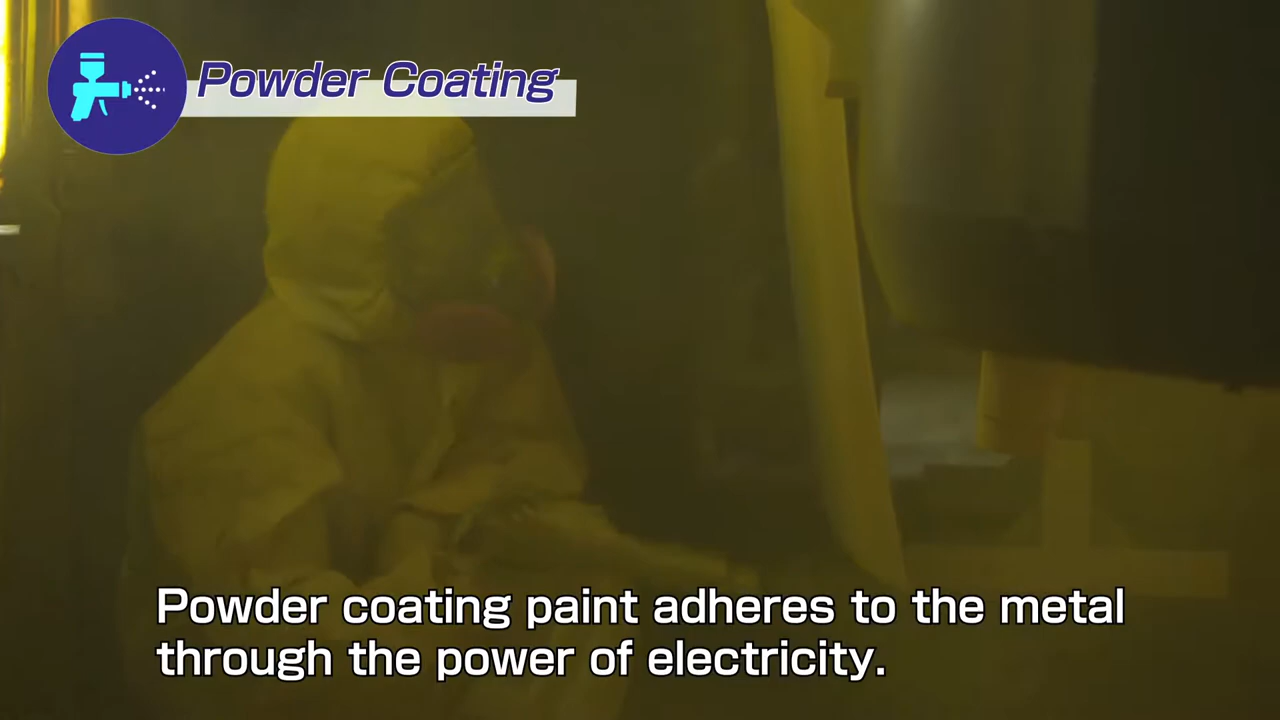 Powder Coating
Powder coating paint adheres to the metal
through the power of electricity.